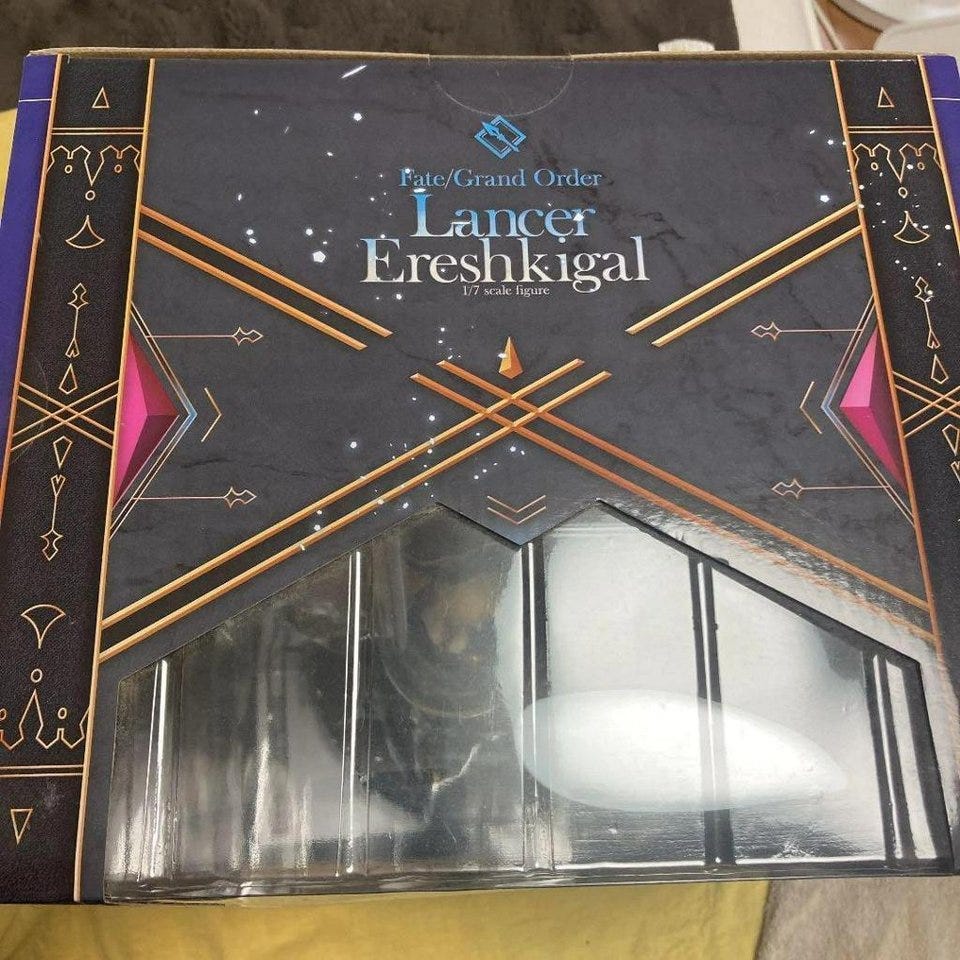 Fate/Grand Order
Lancer
Ereshkigal
1/7 scale figure